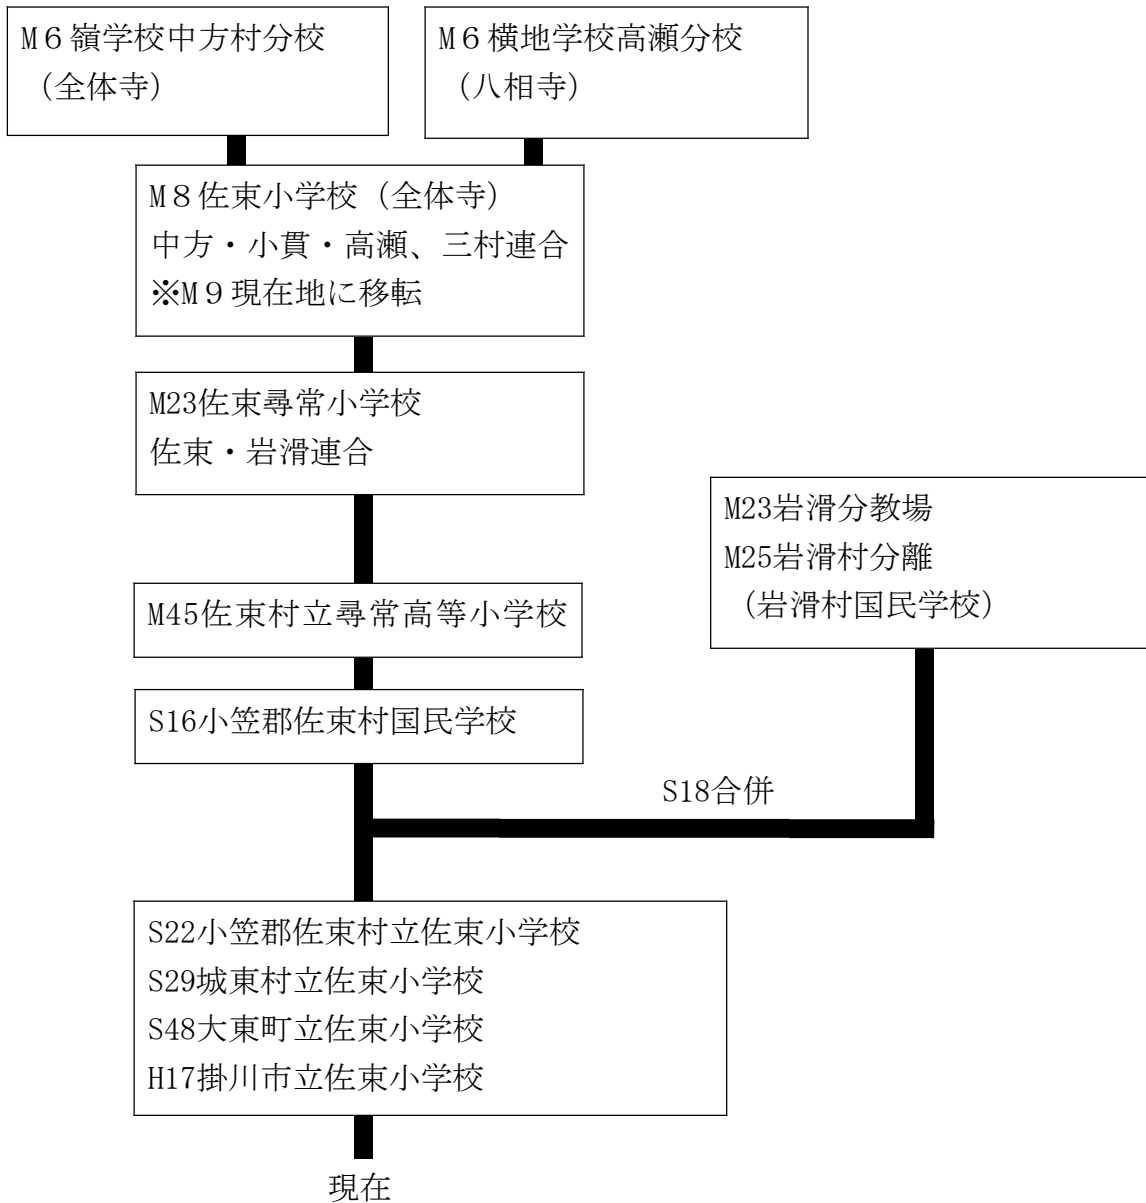 M６嶺学校中方村分校
（全体寺）
M６横地学校高瀬分校
（八相寺）
M８佐束小学校（全体寺）
中方・小貫・高瀬、三村連合
※M９現在地に移転
M23佐束尋常小学校
佐束・岩滑連合
M23岩滑分教場
M25岩滑村分離
（岩滑村国民学校）
M45佐束村立尋常高等小学校
S16小笠郡佐束村国民学校
S18合併
S22小笠郡佐束村立佐束小学校
S29城東村立佐束小学校
S48大東町立佐束小学校
H17掛川市立佐束小学校
現在